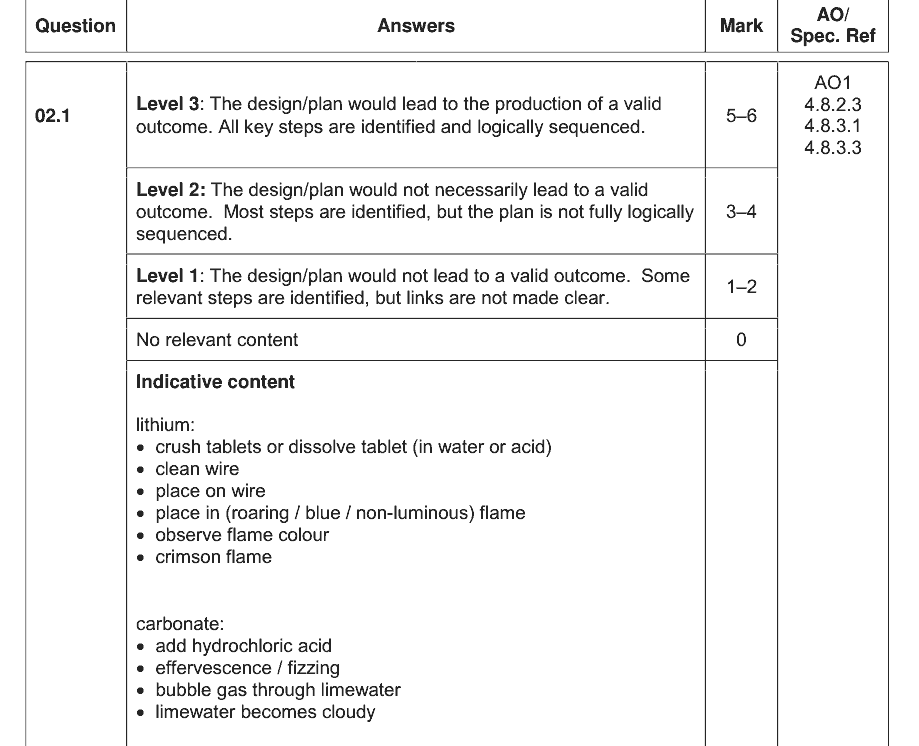 Question
Answers
Mark
AO/
Spec. Ref
02.1
Level 3: The design/plan would lead to the production of a valid
outcome. All key steps are identified and logically sequenced.
5–6
AO1
4.8.2.3
4.8.3.1
4.8.3.3
Level 2: The design/plan would not necessarily lead to a valid
outcome. Most steps are identified, but the plan is not fully logically
sequenced.
3–4
Level 1: The design/plan would not lead to a valid outcome. Some
relevant steps are identified, but links are not made clear.
1–2
No relevant content
0
Indicative content
lithium:
• crush tablets or dissolve tablet (in water or acid)
• clean wire
• place on wire
• place in (roaring / blue / non-luminous) flame
• observe flame colour
• crimson flame
carbonate:
• add hydrochloric acid
• effervescence / fizzing
• bubble gas through limewater
• limewater becomes cloudy